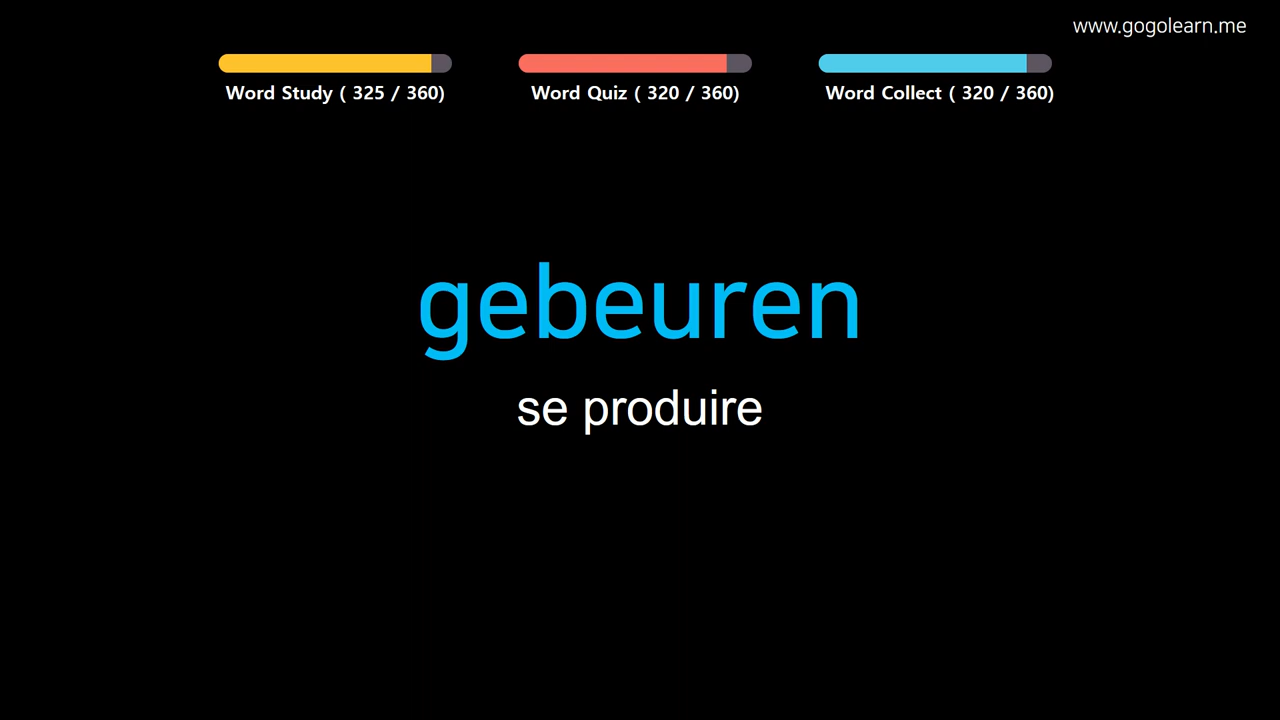 www.gogolearn.me
Word Study ( 325 / 360)
Word Quiz ( 320 / 360)
Word Collect ( 320 / 360)
gebeuren
se produire